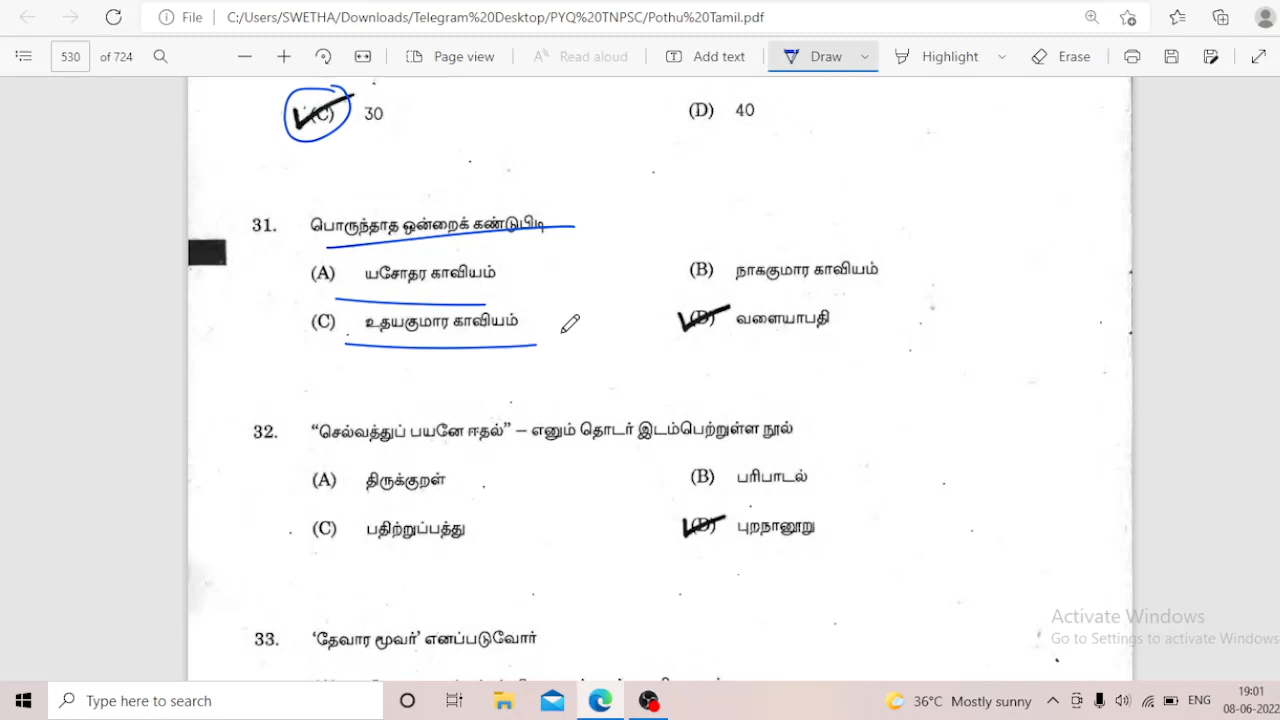 File C:/Users/SWETHA/Downloads/Telegram%20Desktop/PYQ%20TNPSC/Pothu%20Tamil.pdf
530 of 724 Page view Read aloud Add text Draw Highlight Erase
(C) 30 (D) 40
31. பொருந்தாத ஒன்றைக் கண்டுபிடி
(A) யசோதர காவியம் (B) நாககுமார காவியம்
(C) உதயகுமார காவியம் (D) வளையாபதி
32. “செல்வத்துப் பயனே ஈதல்” – எனும் தொடர் இடம்பெற்றுள்ள நூல்
(A) திருக்குறள் (B) பரிபாடல்
(C) பதிற்றுப்பத்து (D) புறநானூறு
33. ‘தேவார மூவர்’ எனப்படுவோர்
Activate Windows
Go to Settings to activate Windows
Type here to search 36°C Mostly sunny ENG 19:01
08-06-2022